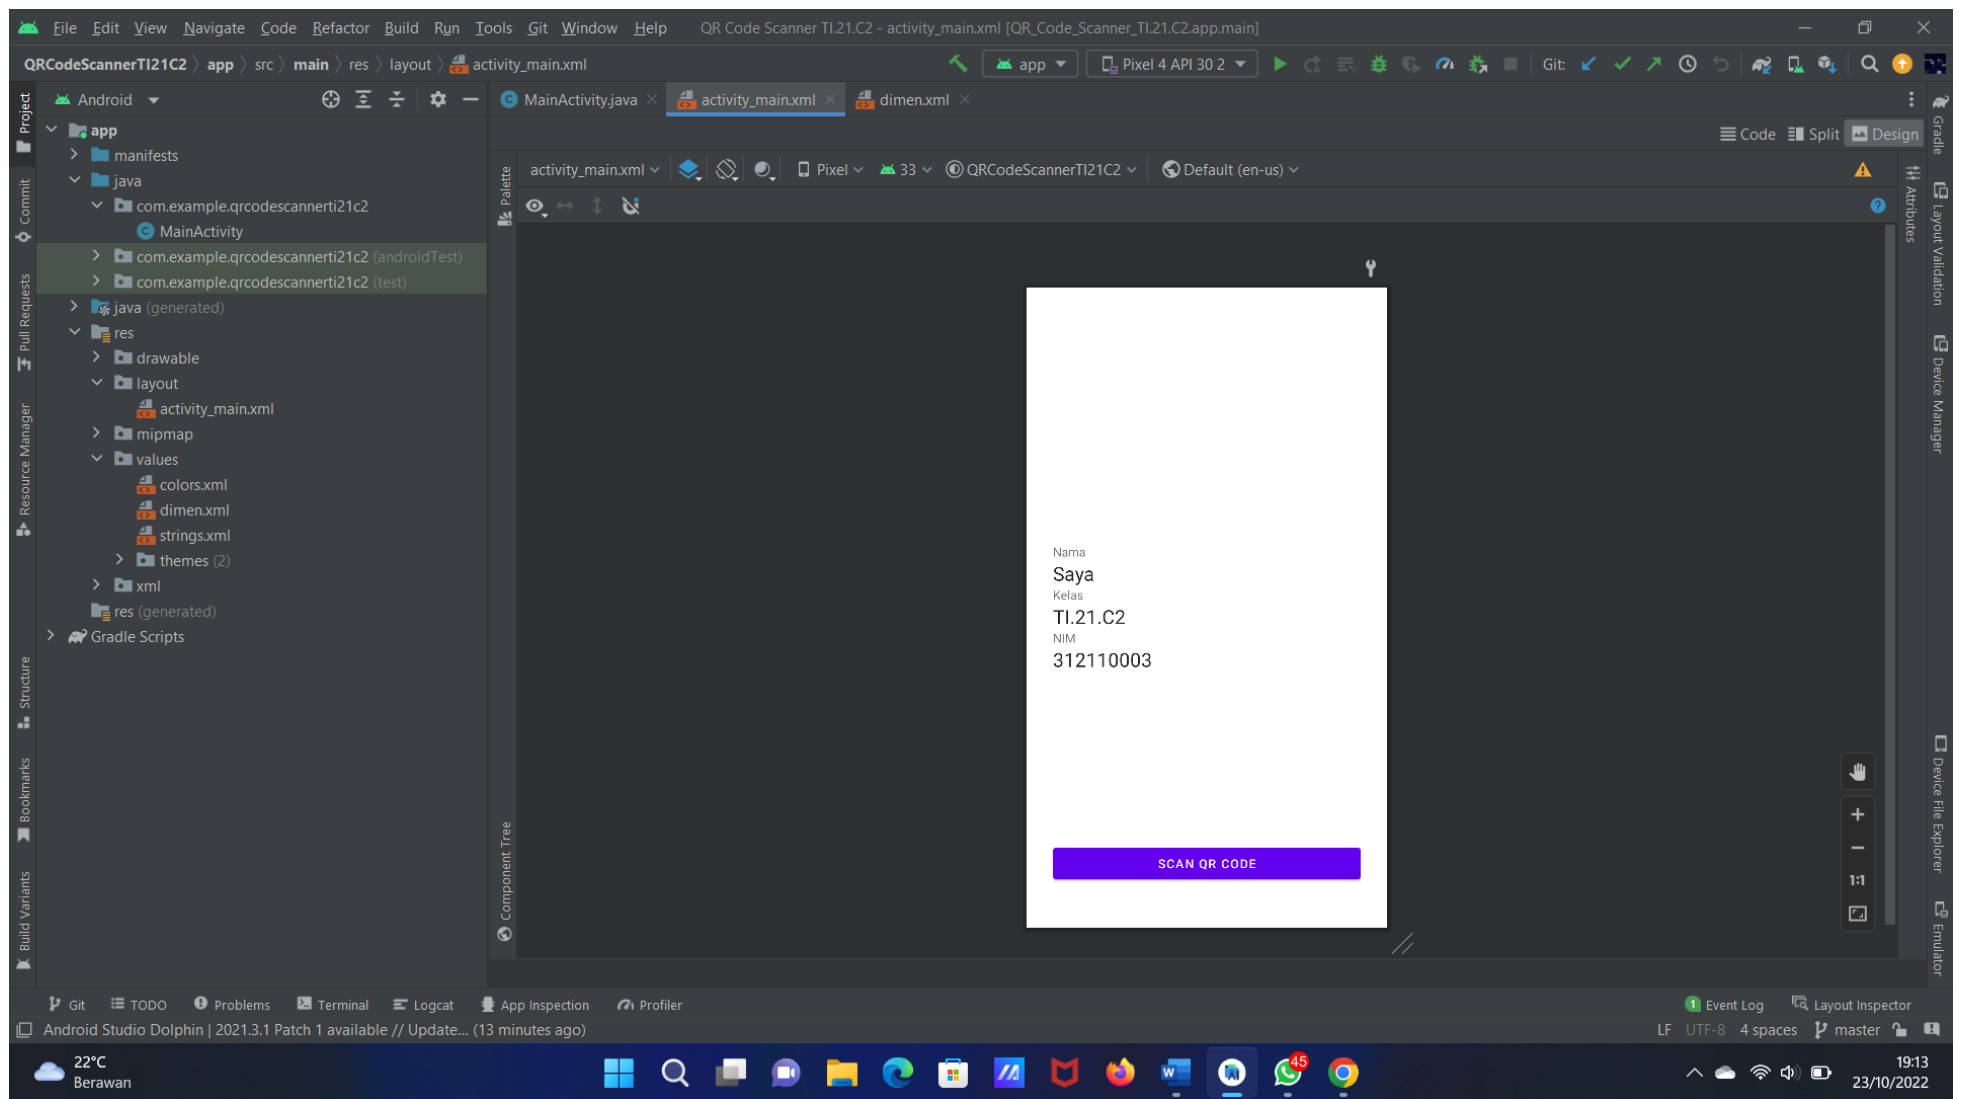 File Edit View Navigate Code Refactor Build Run Tools Git Window Help QR Code Scanner TI.21.C2 - activity_main.xml [QR_Code_Scanner_TI.21.C2.app.main]
QRCodeScannerTI21C2 app src main res layout activity_main.xml app Pixel 4 API 30 2 Git:
Android MainActivity.java activity_main.xml dimen.xml
Code Split Design
activity_main.xml Pixel 33 QRCodeScannerTI21C2 Default (en-us)
app
manifests
java
com.example.qrcodescannerti21c2
MainActivity
com.example.qrcodescannerti21c2 (androidTest)
com.example.qrcodescannerti21c2 (test)
java (generated)
res
drawable
layout
activity_main.xml
mipmap
values
colors.xml
dimen.xml
strings.xml
themes (2)
xml
res (generated)
Gradle Scripts
Project
Commit
Pull Requests
Resource Manager
Structure
Bookmarks
Build Variants
Palette
Component Tree
Nama
Saya
Kelas
TI.21.C2
NIM
312110003
SCAN QR CODE
1:1
Attributes
Gradle
Layout Validation
Device Manager
Device File Explorer
Emulator
Git TODO Problems Terminal Logcat App Inspection Profiler 1 Event Log Layout Inspector
Android Studio Dolphin | 2021.3.1 Patch 1 available // Update... (13 minutes ago) LF UTF-8 4 spaces master
22°C
Berawan
45
19:13
23/10/2022